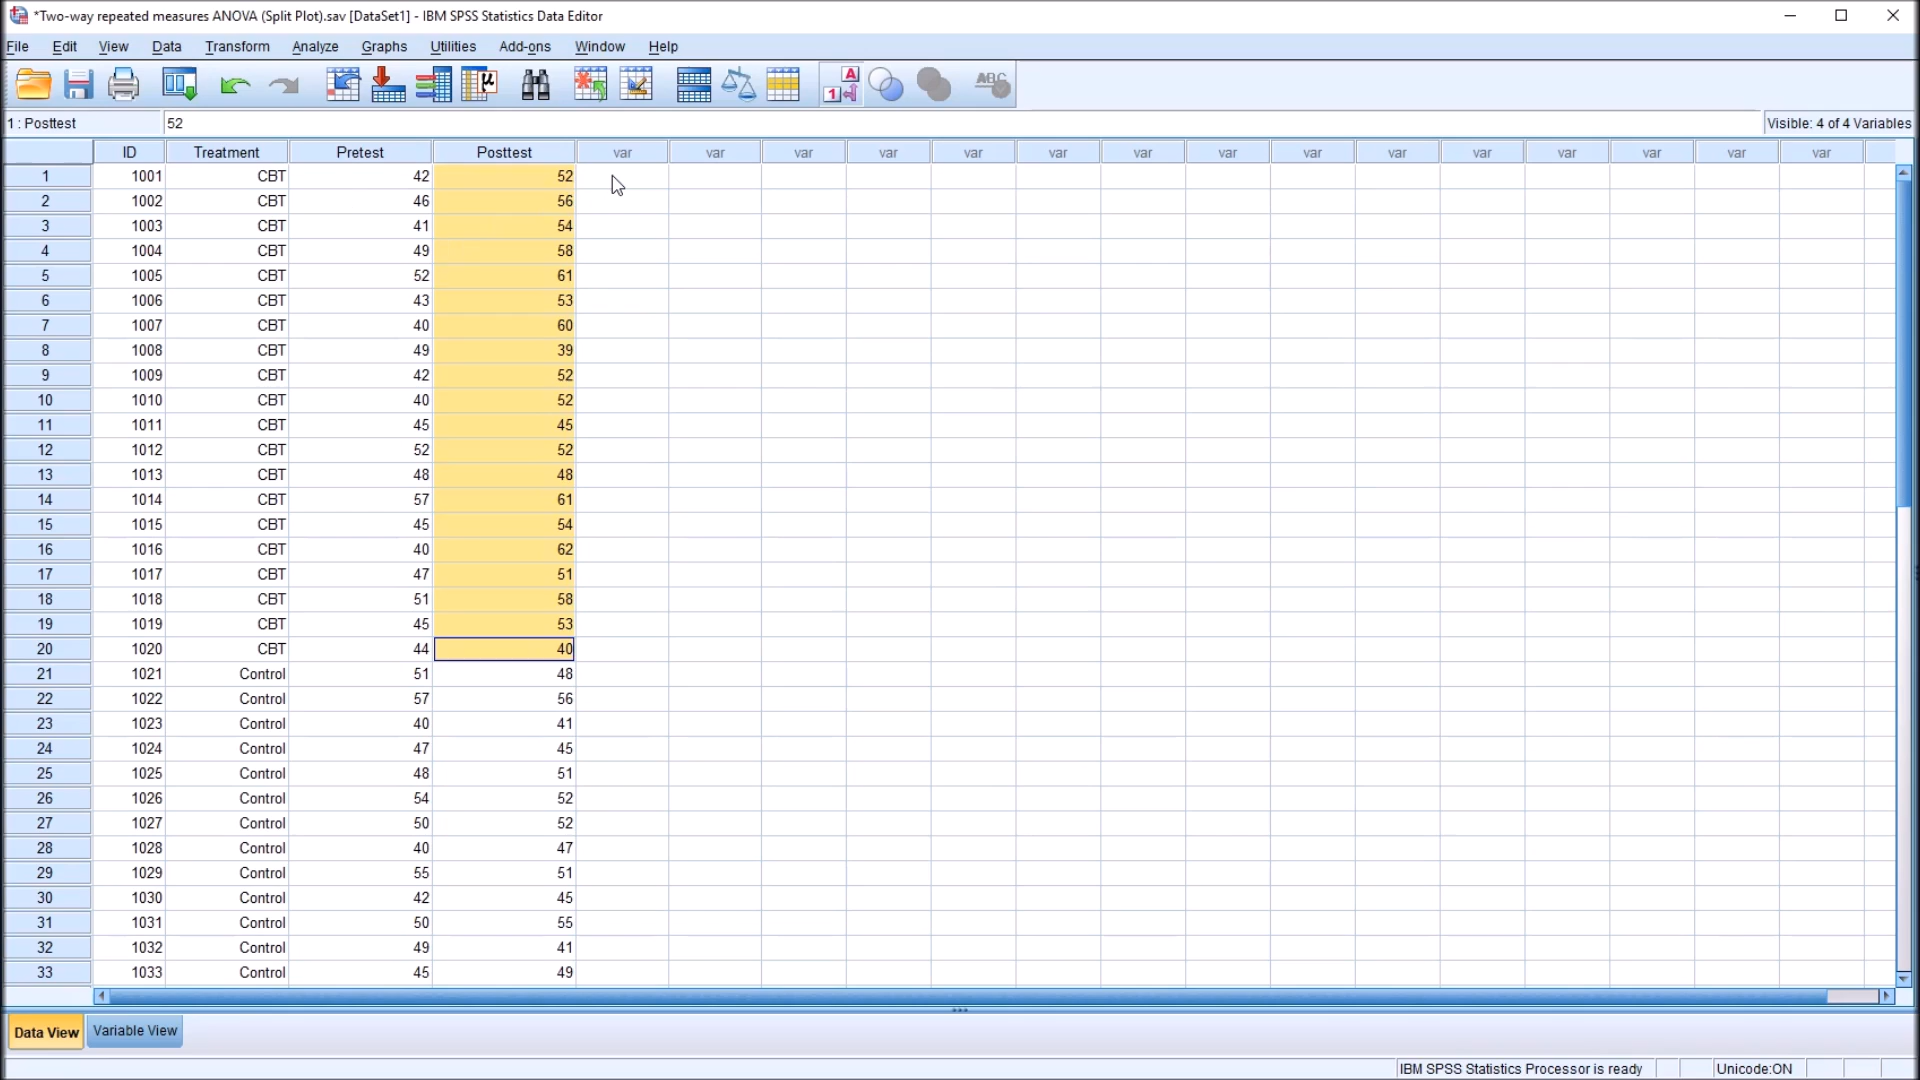 *Two-way repeated measures ANOVA (Split Plot).sav [DataSet1] - IBM SPSS Statistics Data Editor
File Edit View Data Transform Analyze Graphs Utilities Add-ons Window Help
A
1
ABC
1 : Posttest 52 Visible: 4 of 4 Variables
ID Treatment Pretest Posttest var var var var var var var var var var var var var var var
1 1001 CBT 42 52
2 1002 CBT 46 56
3 1003 CBT 41 54
4 1004 CBT 49 58
5 1005 CBT 52 61
6 1006 CBT 43 53
7 1007 CBT 40 60
8 1008 CBT 49 39
9 1009 CBT 42 52
10 1010 CBT 40 52
11 1011 CBT 45 45
12 1012 CBT 52 52
13 1013 CBT 48 48
14 1014 CBT 57 61
15 1015 CBT 45 54
16 1016 CBT 40 62
17 1017 CBT 47 51
18 1018 CBT 51 58
19 1019 CBT 45 53
20 1020 CBT 44 40
21 1021 Control 51 48
22 1022 Control 57 56
23 1023 Control 40 41
24 1024 Control 47 45
25 1025 Control 48 51
26 1026 Control 54 52
27 1027 Control 50 52
28 1028 Control 40 47
29 1029 Control 55 51
30 1030 Control 42 45
31 1031 Control 50 55
32 1032 Control 49 41
33 1033 Control 45 49
Data View Variable View
IBM SPSS Statistics Processor is ready Unicode:ON